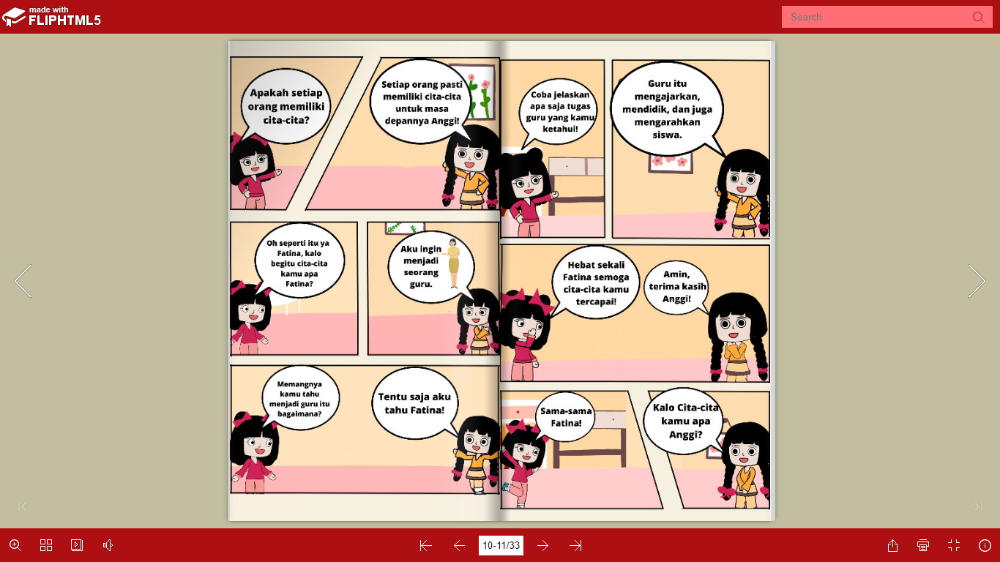 made with
FLIPHTML5
Search
Apakah setiap
orang memiliki
cita-cita?
Setiap orang pasti
memiliki cita-cita
untuk masa
depannya Anggi!
Oh seperti itu ya
Fatina, kalo
begitu cita-cita
kamu apa
Fatina?
Aku ingin
menjadi
seorang
guru.
Memangnya
kamu tahu
menjadi guru itu
bagaimana?
Tentu saja aku
tahu Fatina!
Coba jelaskan
apa saja tugas
guru yang kamu
ketahui!
Guru itu
mengajarkan,
mendidik, dan juga
mengarahkan
siswa.
Hebat sekali
Fatina semoga
cita-cita kamu
tercapai!
Amin,
terima kasih
Anggi!
Sama-sama
Fatina!
Kalo Cita-cita
kamu apa
Anggi?
10-11/33